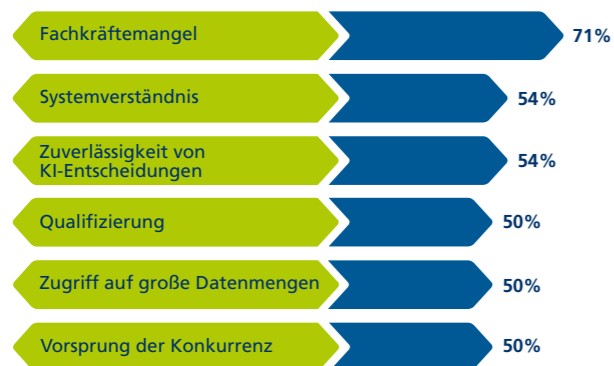 Fachkräftemangel 71%
Systemverständnis 54%
Zuverlässigkeit von
KI-Entscheidungen 54%
Qualifizierung 50%
Zugriff auf große Datenmengen 50%
Vorsprung der Konkurrenz 50%